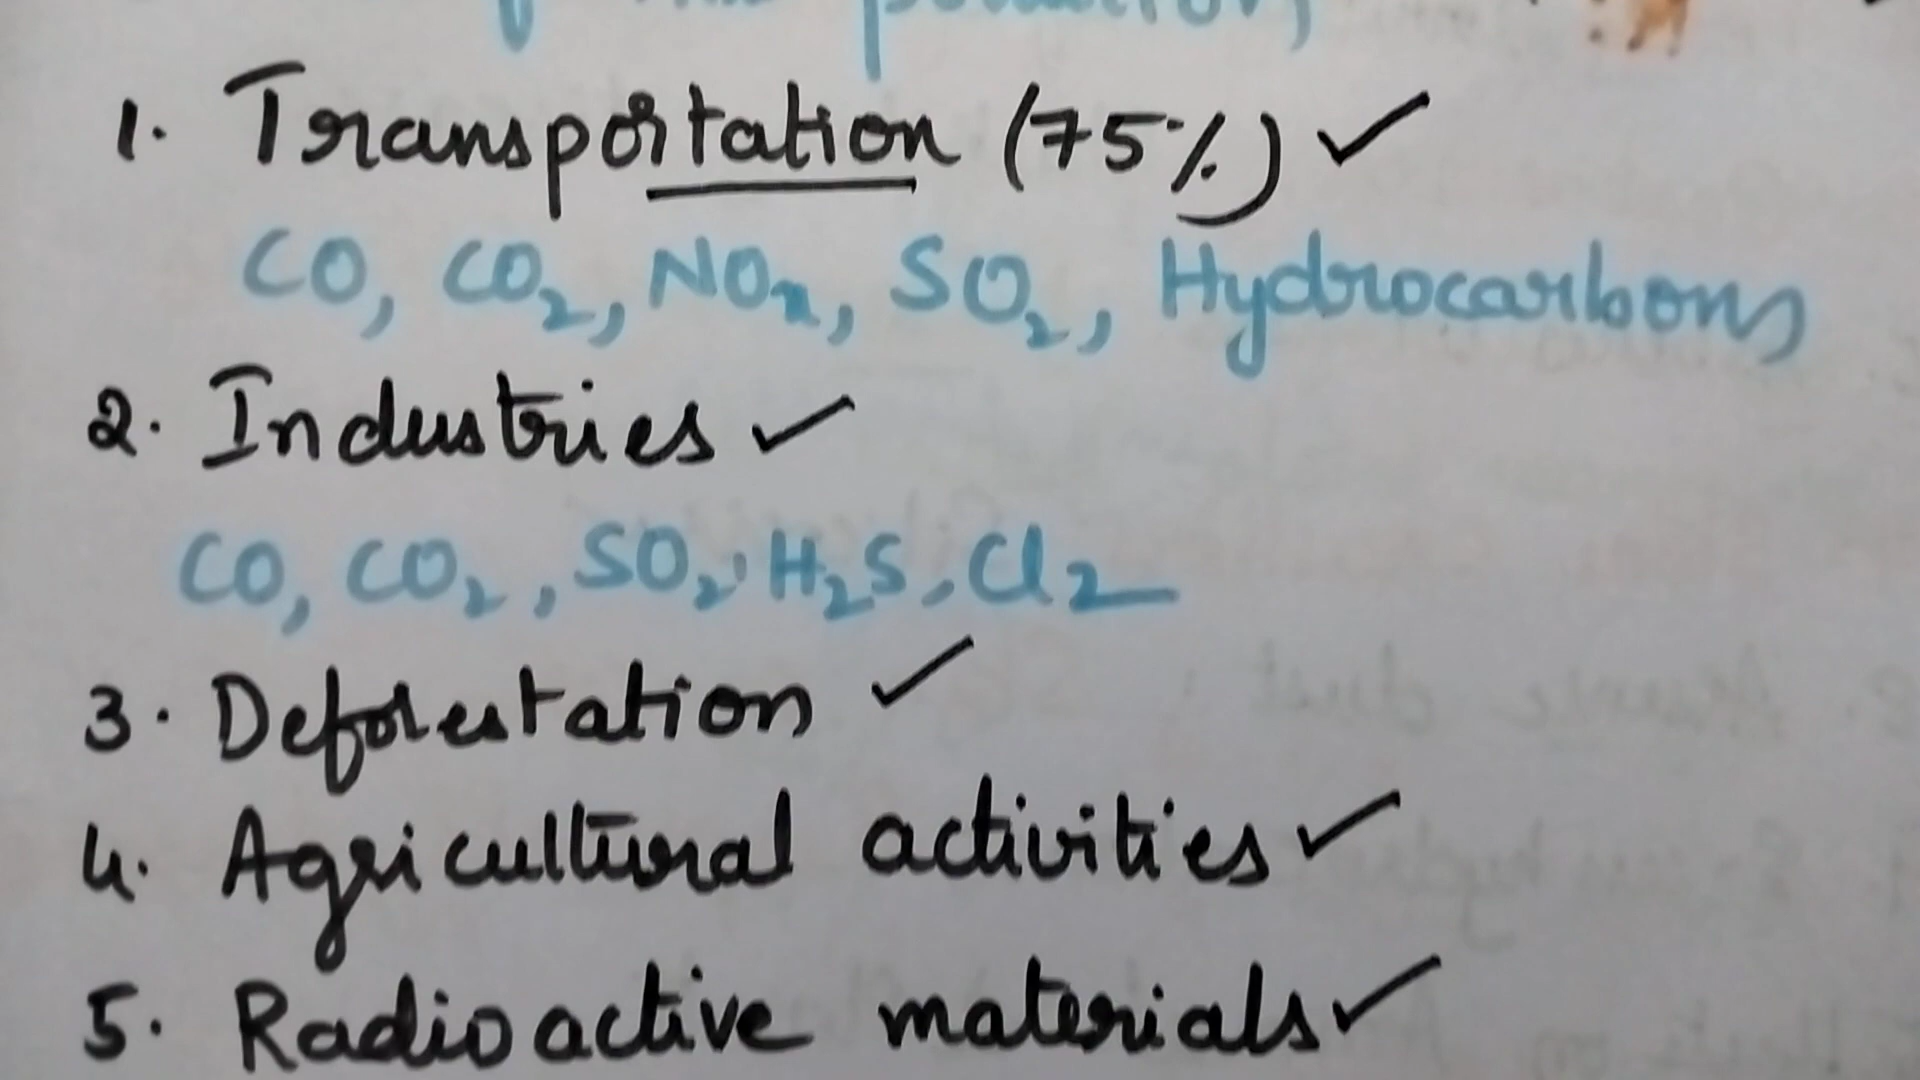 1. Transportation (75%) ✓
CO, CO₂, NOx, SO₂, Hydrocarbons
2. Industries ✓
CO, CO₂, SO₂, H₂S, Cl₂
3. Deforestation ✓
4. Agricultural activities ✓
5. Radioactive materials ✓